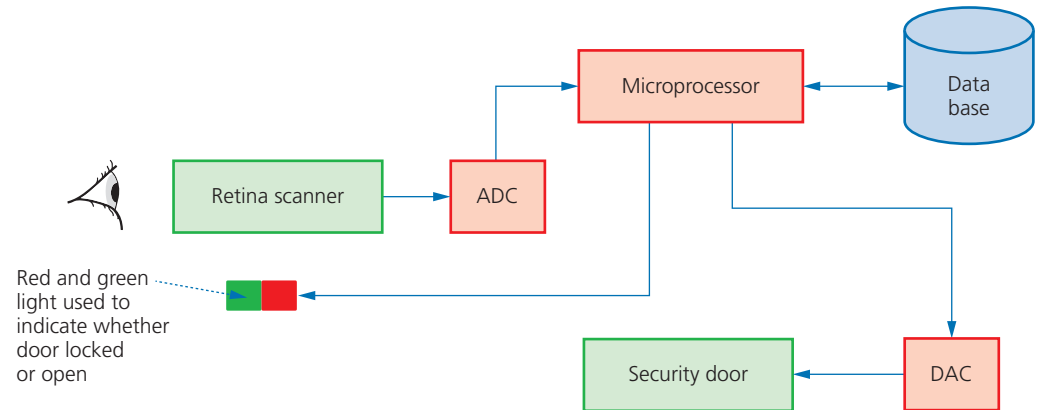 Microprocessor
Data
base
Retina scanner
ADC
Red and green
light used to
indicate whether
door locked
or open
Security door
DAC